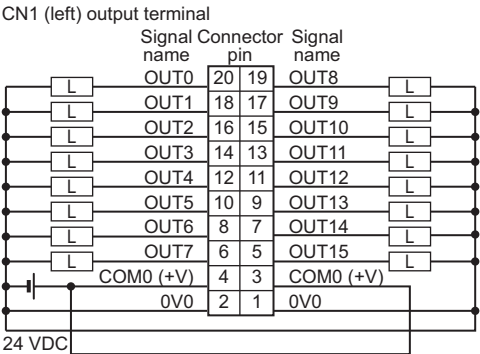 CN1 (left) output terminal
Signal name Connector pin Signal name
L OUT0 20 19 OUT8 L
L OUT1 18 17 OUT9 L
L OUT2 16 15 OUT10 L
L OUT3 14 13 OUT11 L
L OUT4 12 11 OUT12 L
L OUT5 10 9 OUT13 L
L OUT6 8 7 OUT14 L
L OUT7 6 5 OUT15 L
COM0 (+V) 4 3 COM0 (+V)
0V0 2 1 0V0
24 VDC